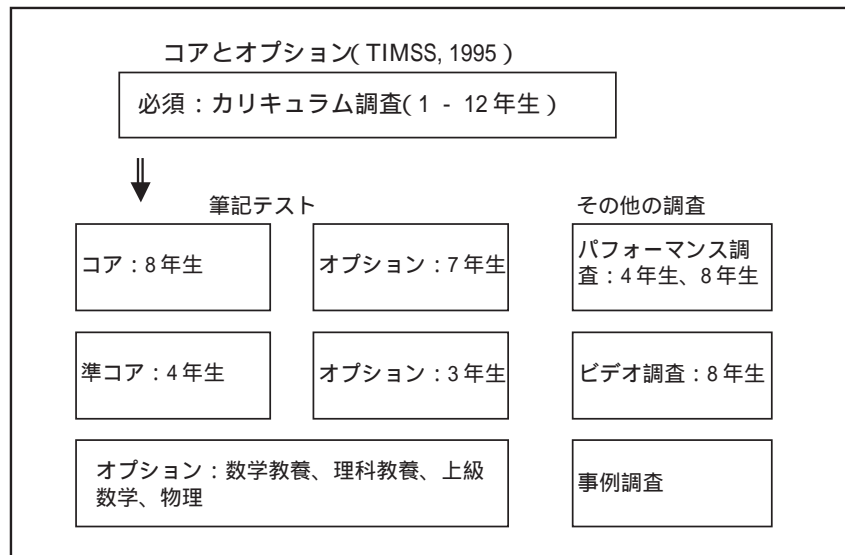 コアとオプション( TIMSS, 1995 )
必須：カリキュラム調査( 1 - 12 年生 )
筆記テスト
その他の調査
コア：8 年生
オプション：7 年生
パフォーマンス調
査：4 年生、8 年生
準コア：4 年生
オプション：3 年生
ビデオ調査：8 年生
オプション：数学教養、理科教養、上級
数学、物理
事例調査